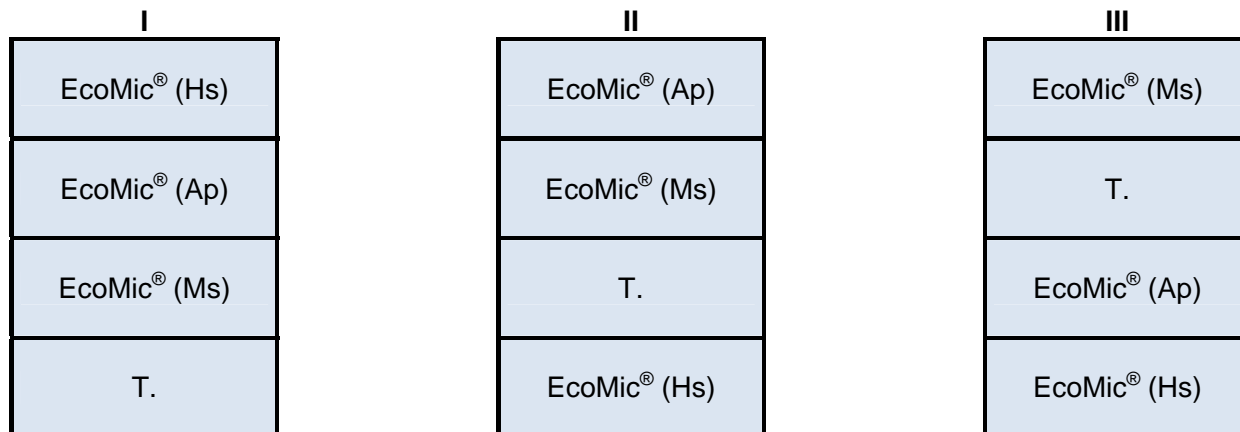 I II III
EcoMic® (Hs) EcoMic® (Ap) EcoMic® (Ms)
EcoMic® (Ap) EcoMic® (Ms) T.
EcoMic® (Ms) T. EcoMic® (Ap)
T. EcoMic® (Hs) EcoMic® (Hs)